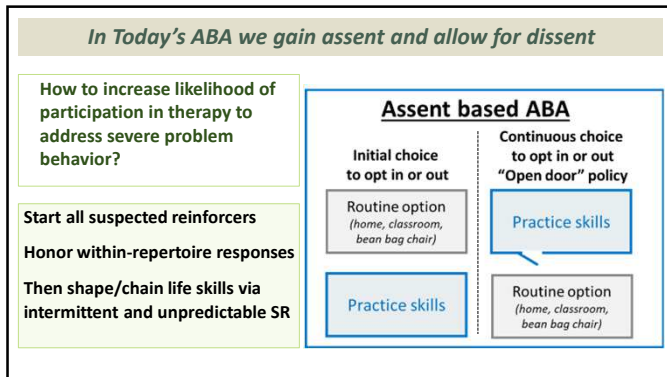 In Today's ABA we gain assent and allow for dissent
How to increase likelihood of
participation in therapy to
address severe problem
behavior?
Start all suspected reinforcers
Honor within-repertoire responses
Then shape/chain life skills via
intermittent and unpredictable SR
Assent based ABA
Initial choice
to opt in or out
Routine option
(home, classroom,
bean bag chair)
Practice skills
Continuous choice
to opt in or out
“Open door” policy
Practice skills
Routine option
(home, classroom,
bean bag chair)